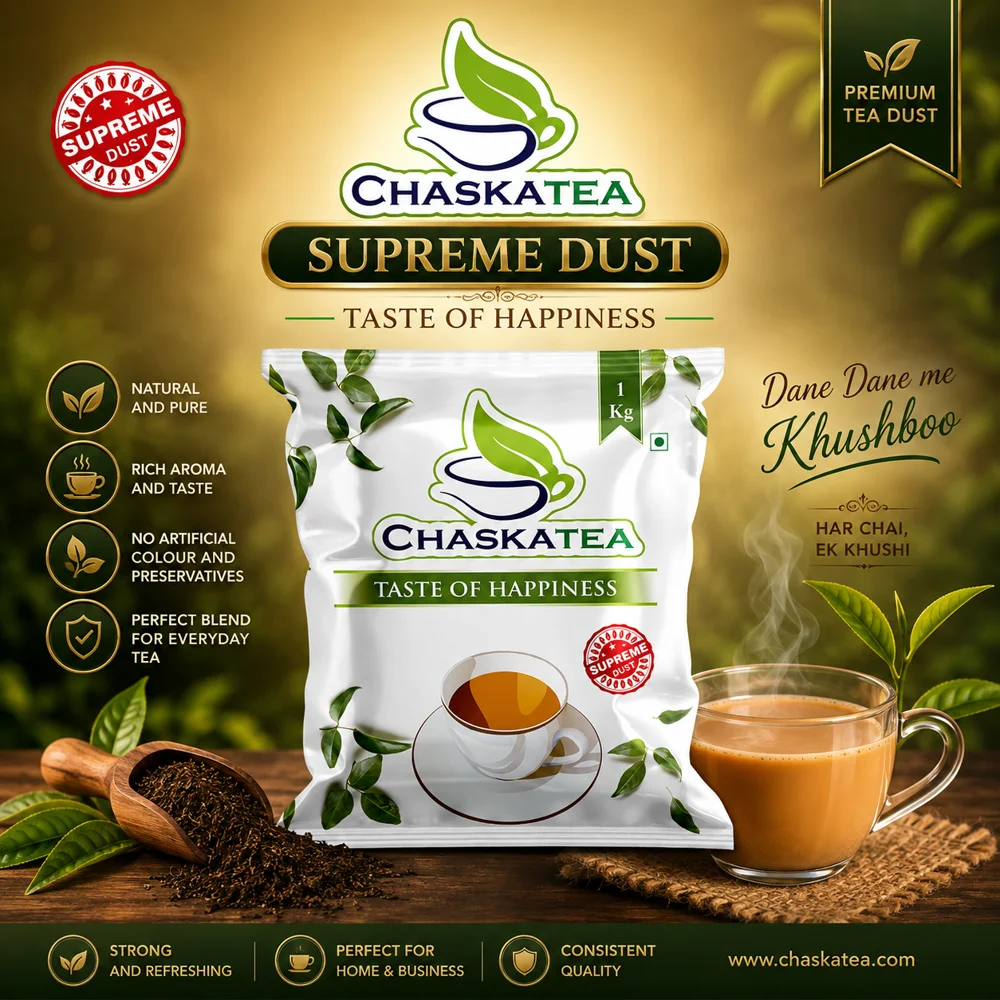 SUPREME
DUST
CHASKATEA
PREMIUM
TEA DUST
SUPREME DUST
TASTE OF HAPPINESS
NATURAL
AND PURE
RICH AROMA
AND TASTE
NO ARTIFICIAL
COLOUR AND
PRESERVATIVES
PERFECT BLEND
FOR EVERYDAY
TEA
1
Kg
CHASKATEA
TASTE OF HAPPINESS
SUPREME
DUST
Dane Dane me
Khushboo
HAR CHAI,
EK KHUSHI
STRONG
AND REFRESHING
PERFECT FOR
HOME & BUSINESS
CONSISTENT
QUALITY
www.chaskatea.com